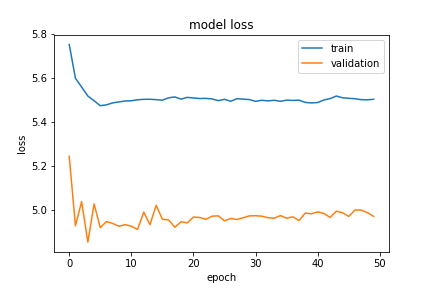 model loss
train
validation
loss
5.8
5.6
5.4
5.2
5.0
0 10 20 30 40 50
epoch